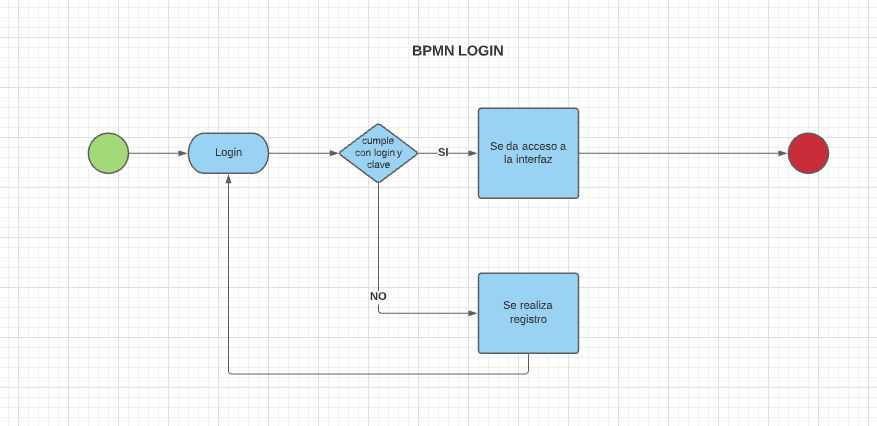 BPMN LOGIN
Login
cumple
con login y
clave
SI
Se da acceso a
la interfaz
NO
Se realiza
registro